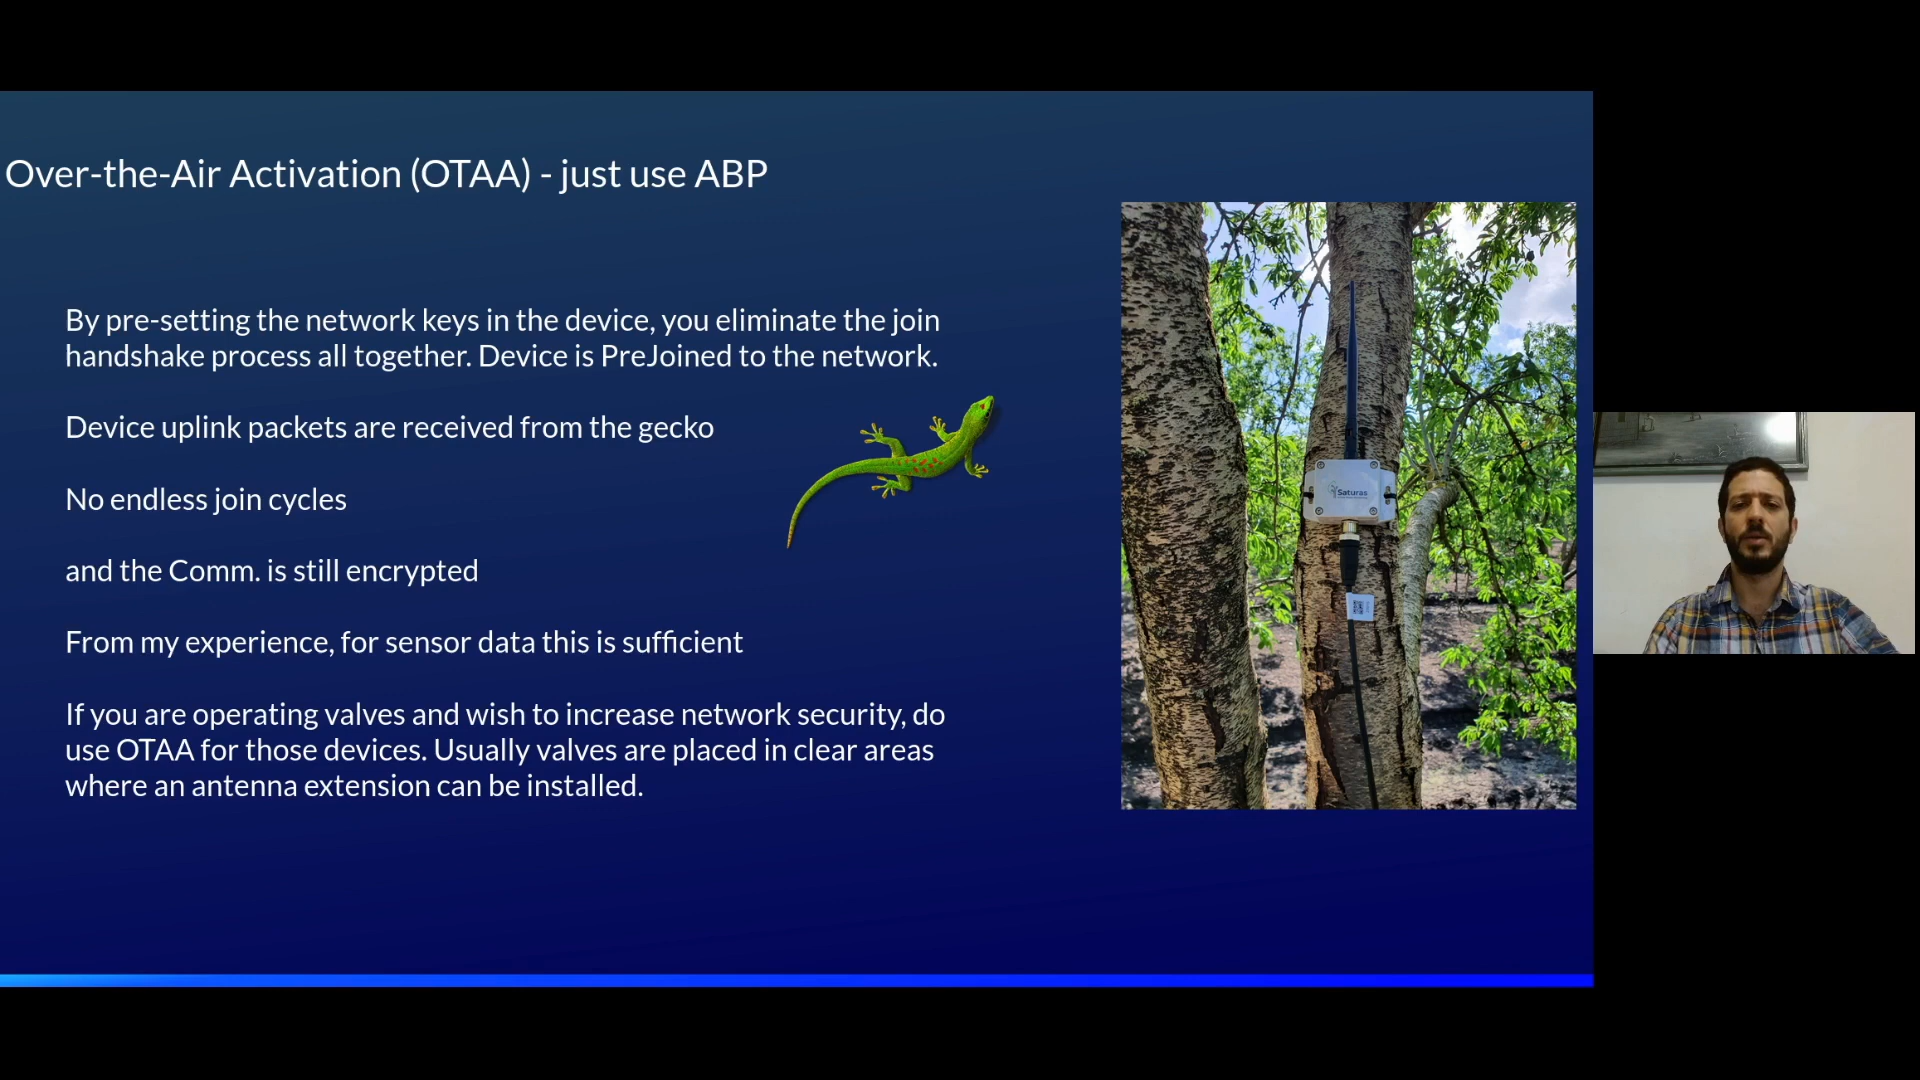 Over-the-Air Activation (OTAA) - just use ABP
By pre-setting the network keys in the device, you eliminate the join
handshake process all together. Device is PreJoined to the network.
Device uplink packets are received from the gecko
No endless join cycles
and the Comm. is still encrypted
From my experience, for sensor data this is sufficient
If you are operating valves and wish to increase network security, do
use OTAA for those devices. Usually valves are placed in clear areas
where an antenna extension can be installed.
Saturas